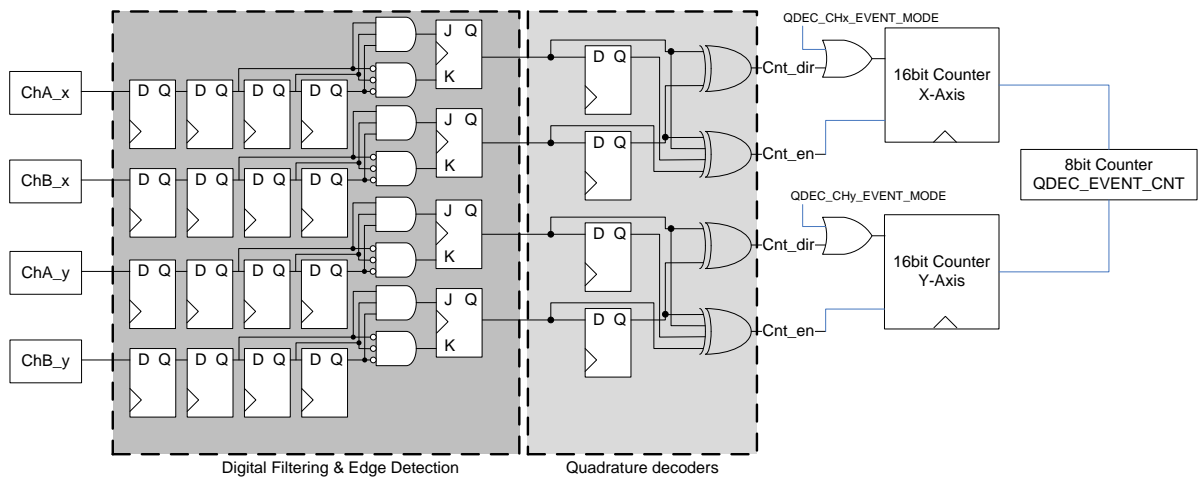 QDEC_CHx_EVENT_MODE
J Q
K
ChA_x
D Q
D Q
D Q
D Q
D Q
Cnt_dir
16bit Counter
X-Axis
J Q
K
ChB_x
D Q
D Q
D Q
D Q
D Q
Cnt_en
8bit Counter
QDEC_EVENT_CNT
QDEC_CHy_EVENT_MODE
J Q
K
ChA_y
D Q
D Q
D Q
D Q
D Q
Cnt_dir
16bit Counter
Y-Axis
J Q
K
ChB_y
D Q
D Q
D Q
D Q
D Q
Cnt_en
Digital Filtering & Edge Detection
Quadrature decoders